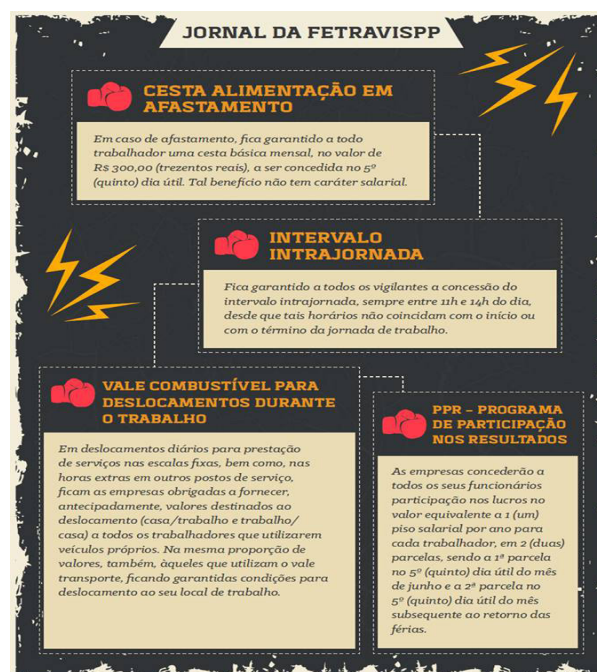 JORNAL DA FETRAVISPP
CESTA ALIMENTAÇÃO EM
AFASTAMENTO
Em caso de afastamento, fica garantido a todo
trabalhador uma cesta básica mensal, no valor de
R$ 300,00 (trezentos reais), a ser concedida no 5º
(quinto) dia útil. Tal benefício não tem caráter salarial.
INTERVALO
INTRAJORNADA
Fica garantido a todos os vigilantes a concessão do
intervalo intrajornada, sempre entre 11h e 14h do dia,
desde que tais horários não coincidam com o início ou
com o término da jornada de trabalho.
VALE COMBUSTÍVEL PARA
DESLOCAMENTOS DURANTE
O TRABALHO
Em deslocamentos diários para prestação
de serviços nas escalas fixas, bem como, nas
horas extras em outros postos de serviço,
ficam as empresas obrigadas a fornecer,
antecipadamente, valores destinados ao
deslocamento (casa/trabalho e trabalho/
casa) a todos os trabalhadores que utilizarem
veículos próprios. Na mesma proporção de
valores, também, àqueles que utilizam o vale
transporte, ficando garantidas condições para
deslocamento ao seu local de trabalho.
PPR – PROGRAMA
DE PARTICIPAÇÃO
NOS RESULTADOS
As empresas concederão a
todos os seus funcionários
participação nos lucros no
valor equivalente a 1 (um)
piso salarial por ano para
cada trabalhador, em 2 (duas)
parcelas, sendo a 1ª parcela
no 5º (quinto) dia útil do mês
de junho e a 2ª parcela no
5º (quinto) dia útil do mês
subsequente ao retorno das
férias.